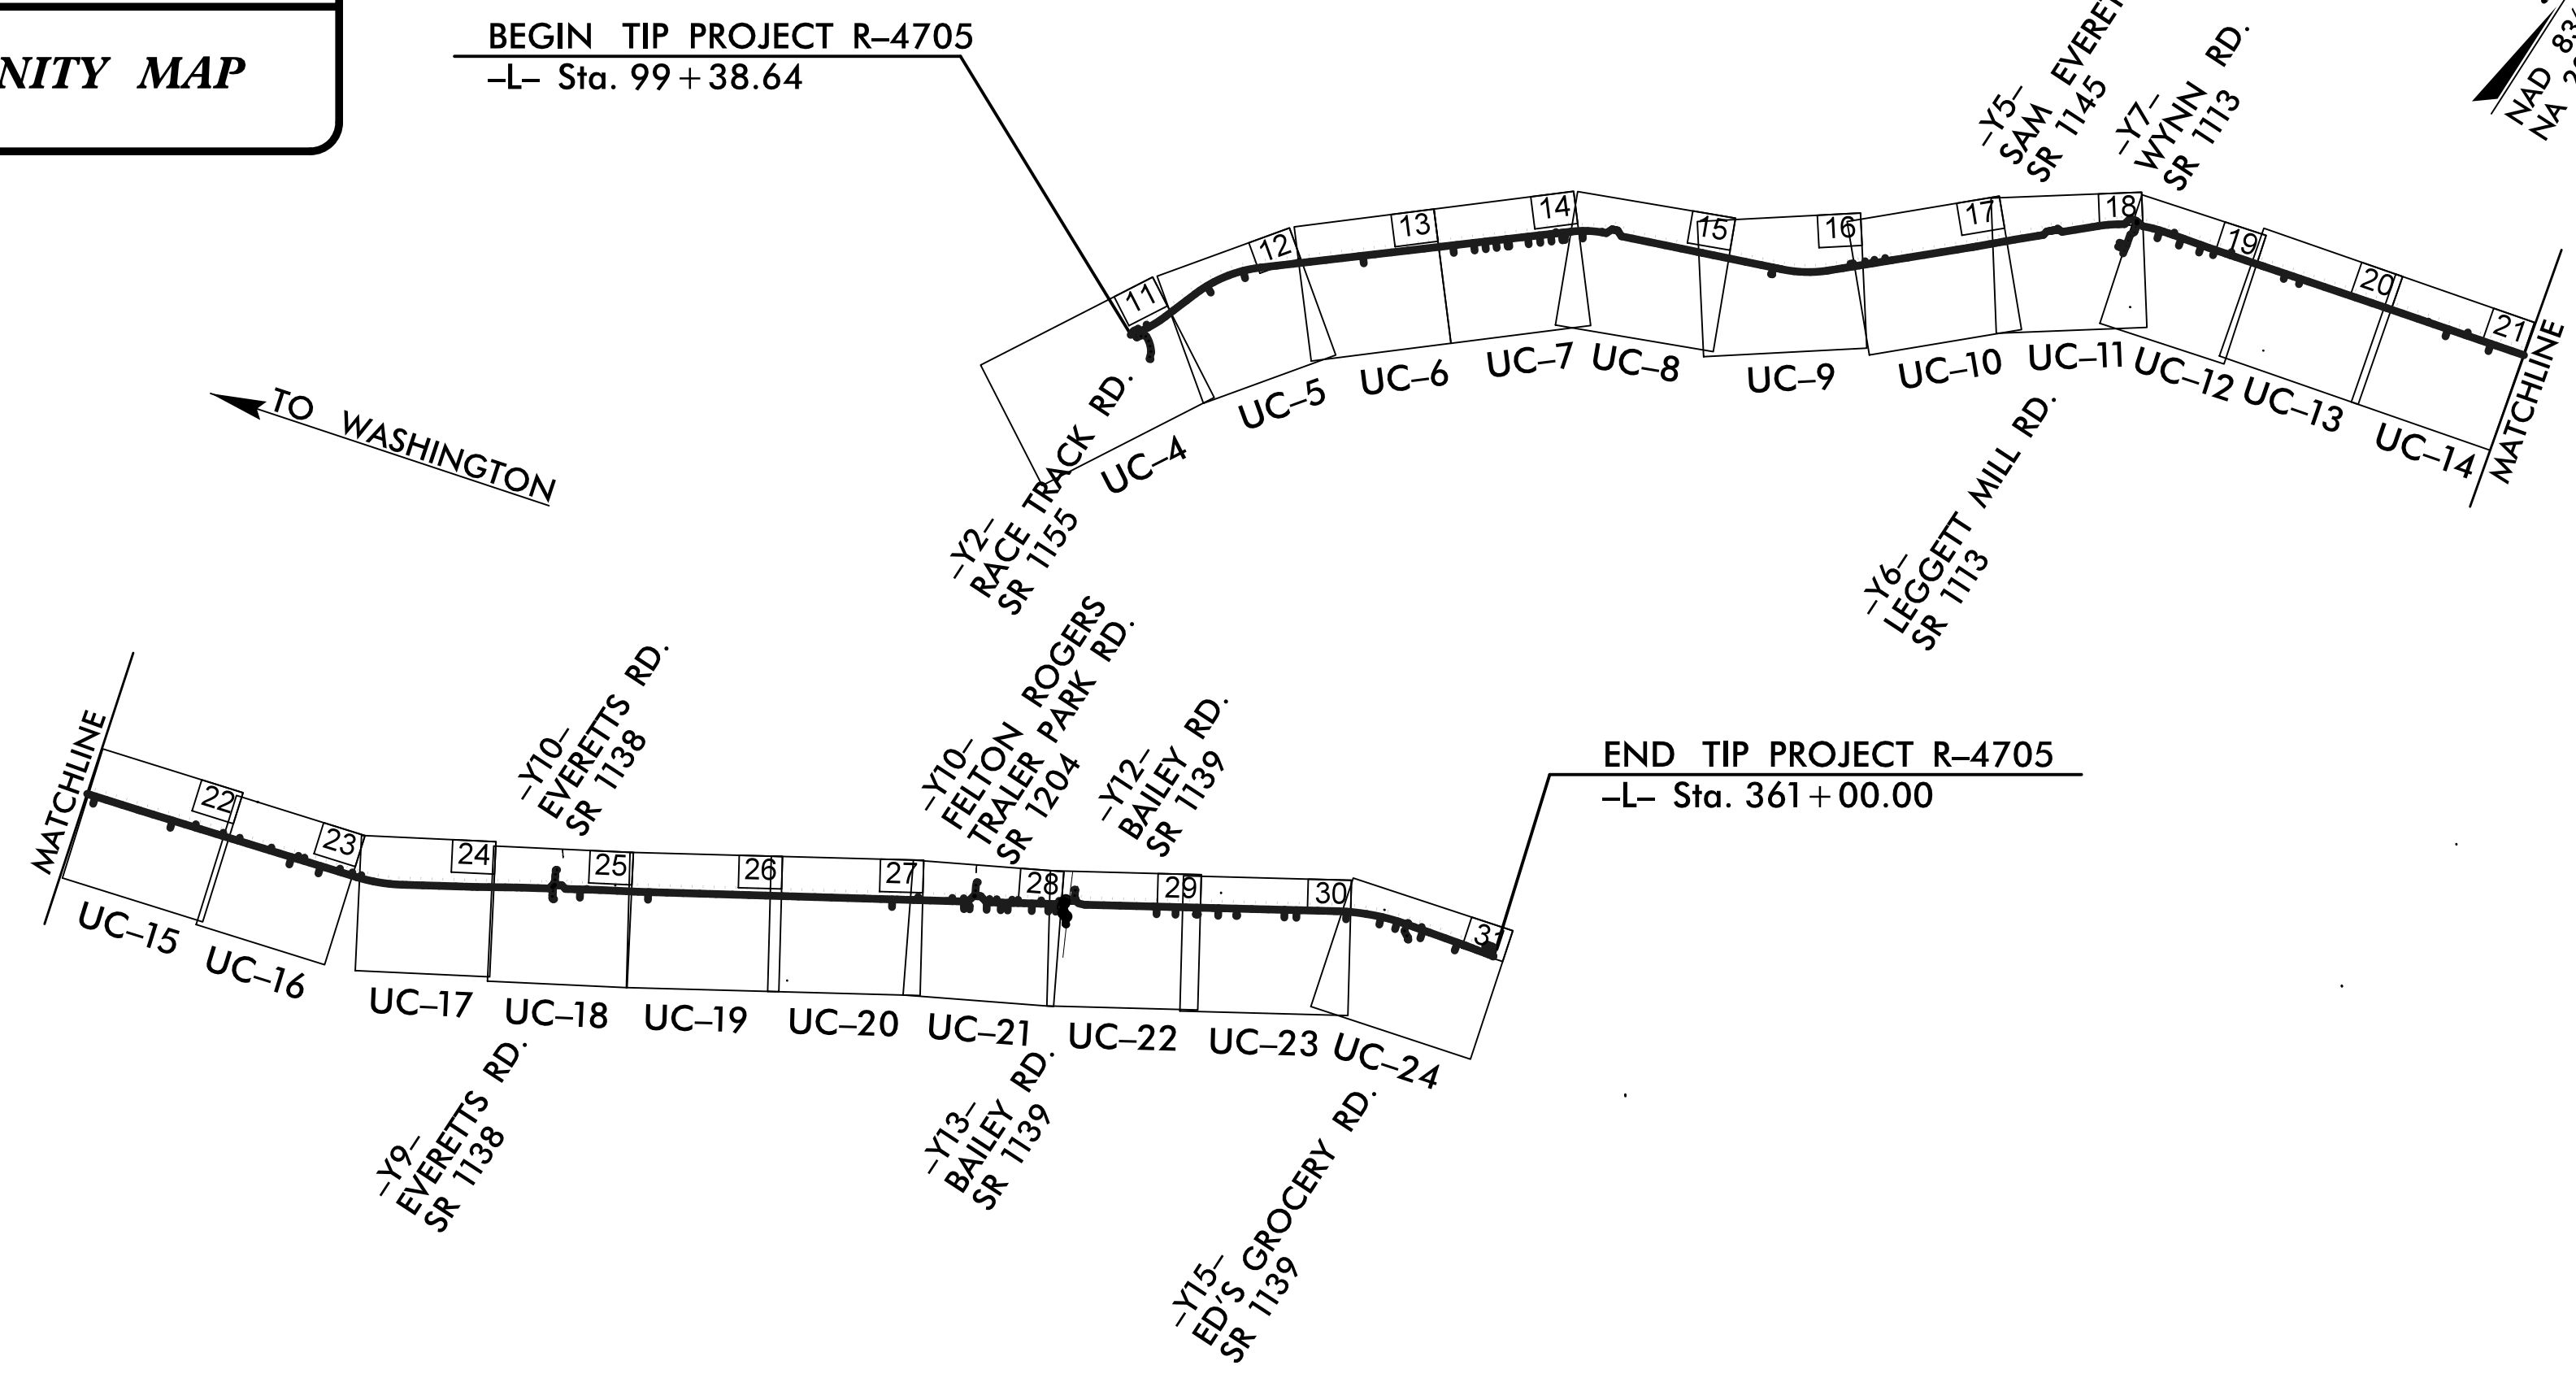 MAP
BEGIN TIP PROJECT R–4705
–L– Sta. 99+38.64
–Y5–
SAM
SR 1145
–Y7–
WYNN RD.
SR 1113
NAD
NA
11
12
13
14
15
16
17
18
19
20
21
UC–4
UC–5
UC–6
UC–7
UC–8
UC–9
UC–10
UC–11
UC–12
UC–13
UC–14
MATCHLINE
TO WASHINGTON
–Y2–
RACE TRACK RD.
SR 1155
–Y6–
LEGGETT MILL RD.
SR 1113
MATCHLINE
–Y10–
EVERETTS RD.
SR 1138
–Y10–
FELTON ROGERS
TRALER PARK RD.
SR 1204
–Y12–
BAILEY RD.
SR 1139
END TIP PROJECT R–4705
–L– Sta. 361+00.00
22
23
24
25
26
27
28
29
30
31
UC–15
UC–16
UC–17
UC–18
UC–19
UC–20
UC–21
UC–22
UC–23
UC–24
–Y9–
EVERETTS RD.
SR 1138
–Y13–
BAILEY RD.
SR 1139
–Y15–
ED'S GROCERY RD.
SR 1139